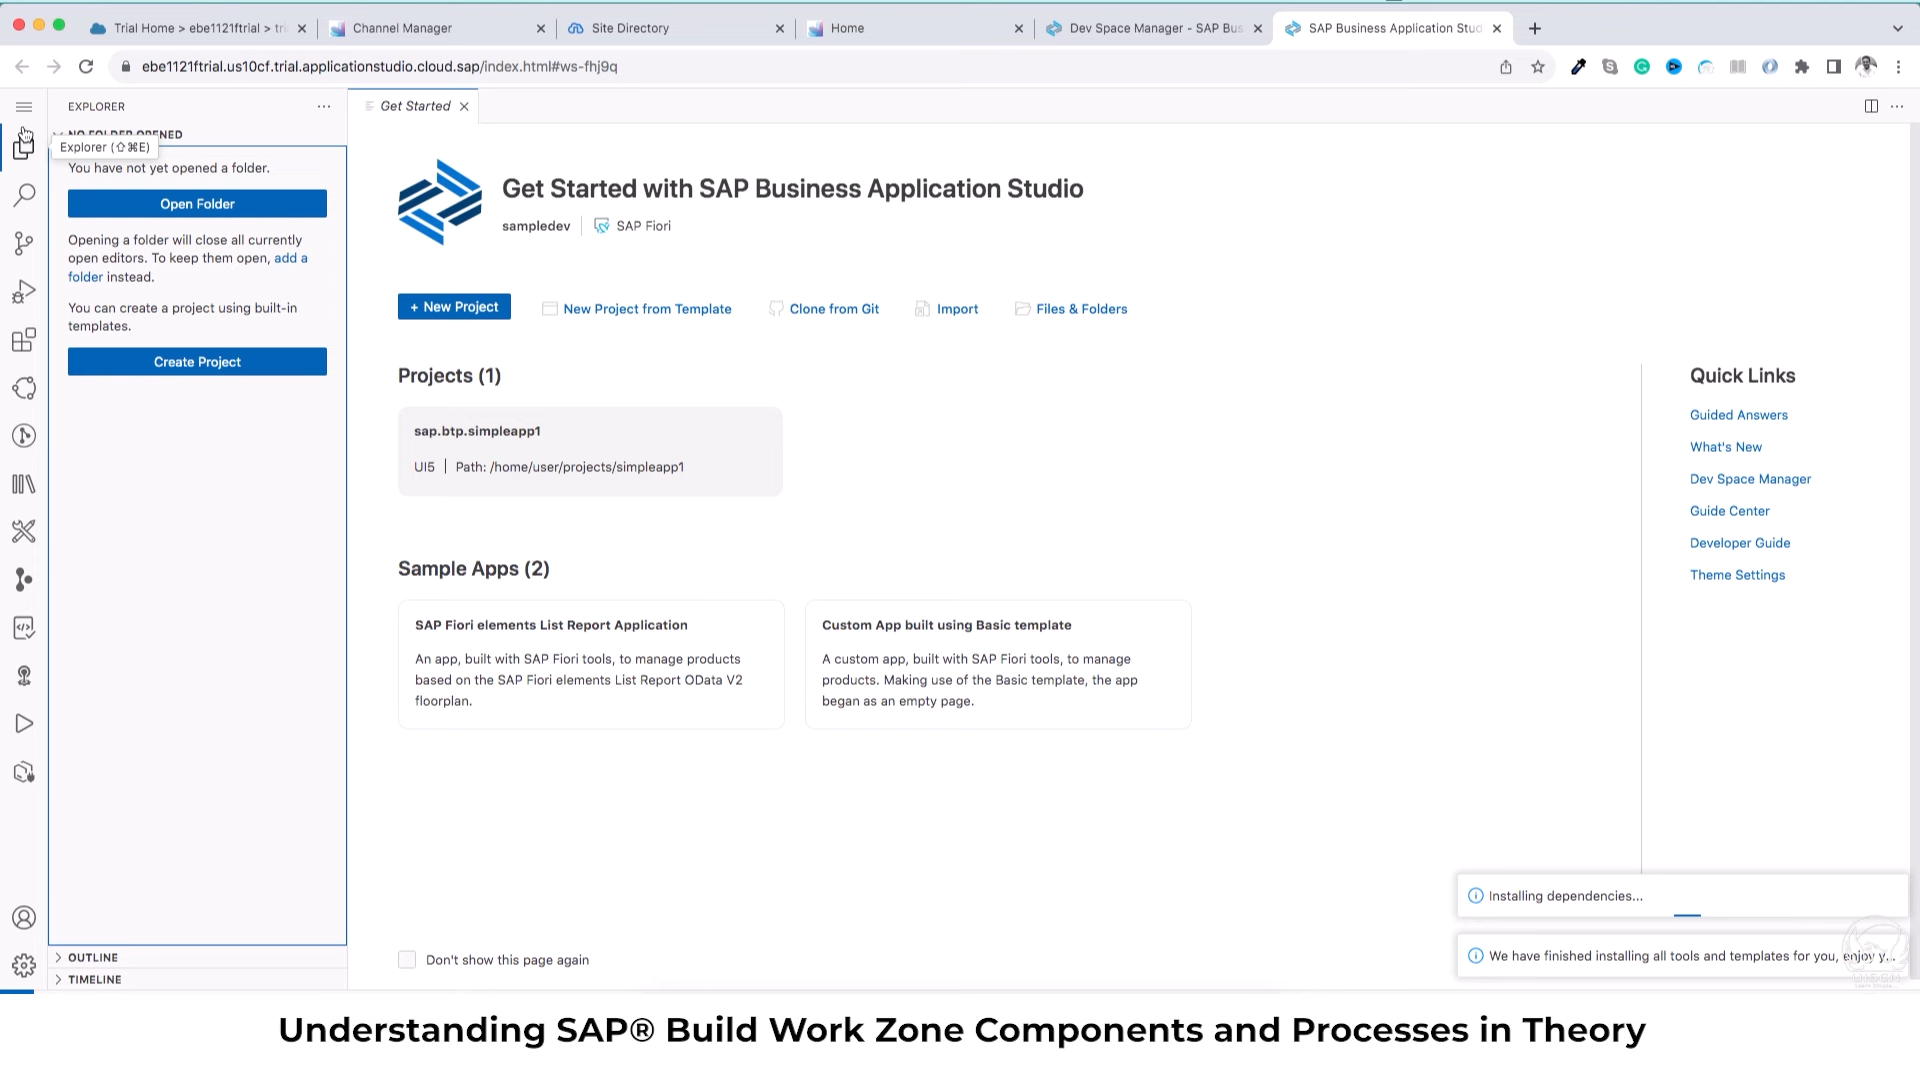 Trial Home > ebe1121ftrial > tri
Channel Manager
Site Directory
Home
Dev Space Manager - SAP Bus
SAP Business Application Stud
ebe1121ftrial.us10cf.trial.applicationstudio.cloud.sap/index.html#ws-fhj9q
EXPLORER
Get Started
NO FOLDER OPENED
Explorer (⇧⌘E)
You have not yet opened a folder.
Open Folder
Opening a folder will close all currently
open editors. To keep them open, add a
folder instead.
You can create a project using built-in
templates.
Create Project
OUTLINE
TIMELINE
Get Started with SAP Business Application Studio
sampledev
SAP Fiori
+ New Project
New Project from Template
Clone from Git
Import
Files & Folders
Projects (1)
sap.btp.simpleapp1
UI5 | Path: /home/user/projects/simpleapp1
Sample Apps (2)
SAP Fiori elements List Report Application
An app, built with SAP Fiori tools, to manage products
based on the SAP Fiori elements List Report OData V2
floorplan.
Custom App built using Basic template
A custom app, built with SAP Fiori tools, to manage
products. Making use of the Basic template, the app
began as an empty page.
Quick Links
Guided Answers
What's New
Dev Space Manager
Guide Center
Developer Guide
Theme Settings
Don't show this page again
Installing dependencies...
We have finished installing all tools and templates for you, enjoy y...
Understanding SAP® Build Work Zone Components and Processes in Theory